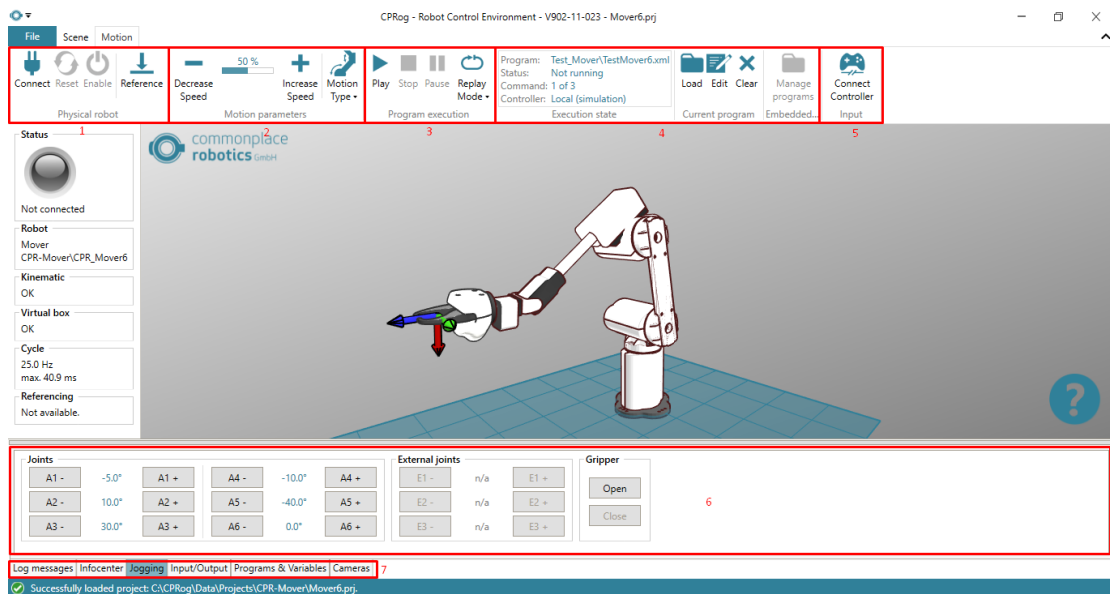 CPRog - Robot Control Environment - V902-11-023 - Mover6.prj
File Scene Motion
50 %
Connect Reset Enable Reference
Decrease Speed
Increase Speed
Motion Type
Play Stop Pause Replay Mode
Program: Test_Mover\TestMover6.xml
Status: Not running
Command: 1 of 3
Controller: Local (simulation)
Load Edit Clear
Manage programs
Connect Controller
Physical robot
Motion parameters
Program execution
Execution state
Current program
Embedded...
Input
1
2
3
4
5
Status
Not connected
Robot
Mover
CPR-Mover\CPR_Mover6
Kinematic
OK
Virtual box
OK
Cycle
25.0 Hz
max. 40.9 ms
Referencing
Not available.
commonplace
robotics GmbH
?
Joints
A1 - -5.0° A1 + A4 - -10.0° A4 +
A2 - 10.0° A2 + A5 - -40.0° A5 +
A3 - 30.0° A3 + A6 - 0.0° A6 +
External joints
E1 - n/a E1 +
E2 - n/a E2 +
E3 - n/a E3 +
Gripper
Open
Close
6
Log messages Infocenter Jogging Input/Output Programs & Variables Cameras 7
Successfully loaded project: C:\CPRog\Data\Projects\CPR-Mover\Mover6.prj.